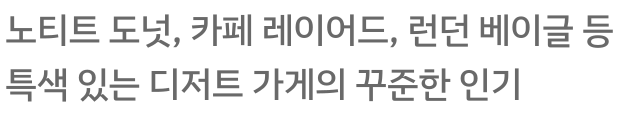 노티트 도넛, 카페 레이어드, 런던 베이글 등
특색 있는 디저트 가게의 꾸준한 인기